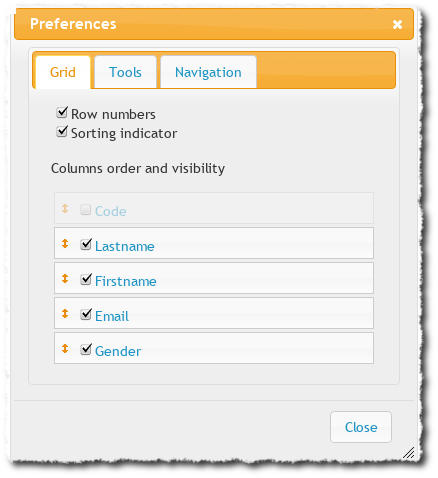 Preferences
Grid Tools Navigation
Row numbers
Sorting indicator
Columns order and visibility
Code
Lastname
Firstname
Email
Gender
Close